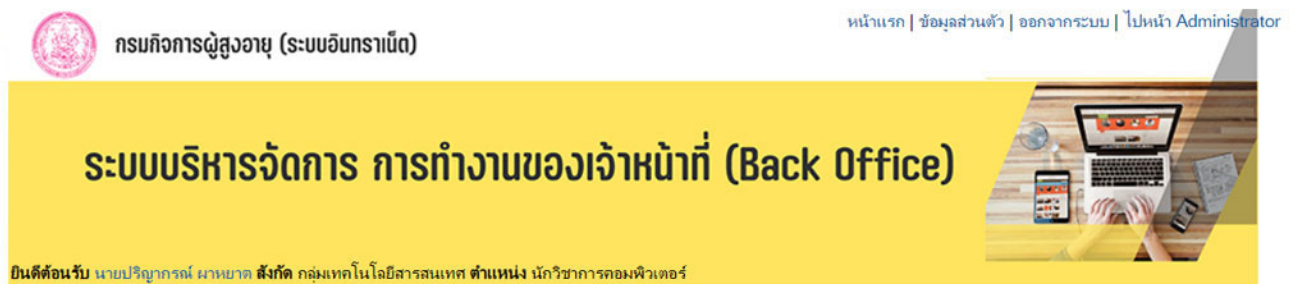 หน้าแรก | ข้อมูลส่วนตัว | ออกจากระบบ | ไปหน้า Administrator
กรมกิจการผู้สูงอายุ (ระบบอินทราเน็ต)
ระบบบริหารจัดการ การทำงานของเจ้าหน้าที่ (Back Office)
ยินดีต้อนรับ นายปริญากรณ์ ผาหยาด สังกัด กลุ่มเทคโนโลยีสารสนเทศ ตำแหน่ง นักวิชาการคอมพิวเตอร์